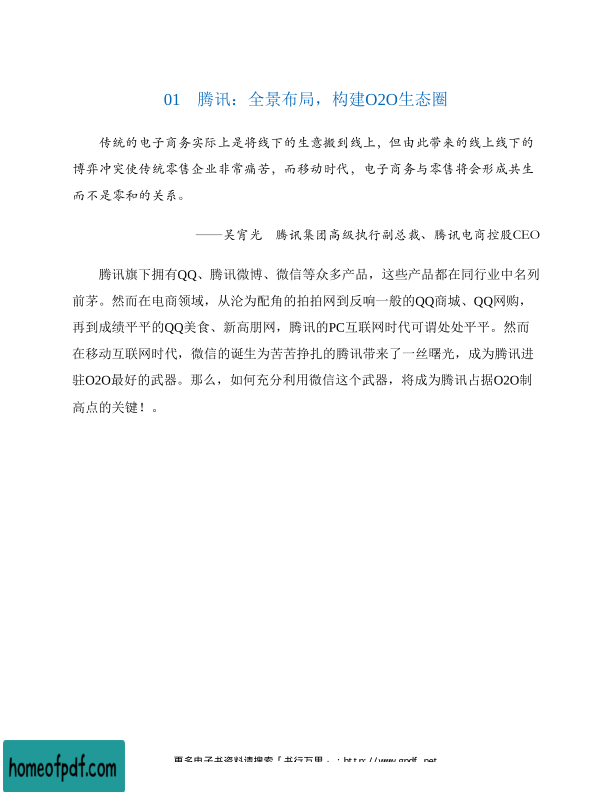 01　腾讯：全景布局，构建O2O生态圈
传统的电子商务实际上是将线下的生意搬到线上，但由此带来的线上线下的
博弈冲突使传统零售企业非常痛苦，而移动时代，电子商务与零售将会形成共生
而不是零和的关系。
——吴宵光　腾讯集团高级执行副总裁、腾讯电商控股CEO
腾讯旗下拥有QQ、腾讯微博、微信等众多产品，这些产品都在同行业中名列
前茅。然而在电商领域，从沦为配角的拍拍网到反响一般的QQ商城、QQ网购，
再到成绩平平的QQ美食、新高朋网，腾讯的PC互联网时代可谓处处平平。然而
在移动互联网时代，微信的诞生为苦苦挣扎的腾讯带来了一丝曙光，成为腾讯进
驻O2O最好的武器。那么，如何充分利用微信这个武器，将成为腾讯占据O2O制
高点的关键！。
更多电子书资料请搜索「书行万里」：http://www.gpdf.net
homeofpdf.com